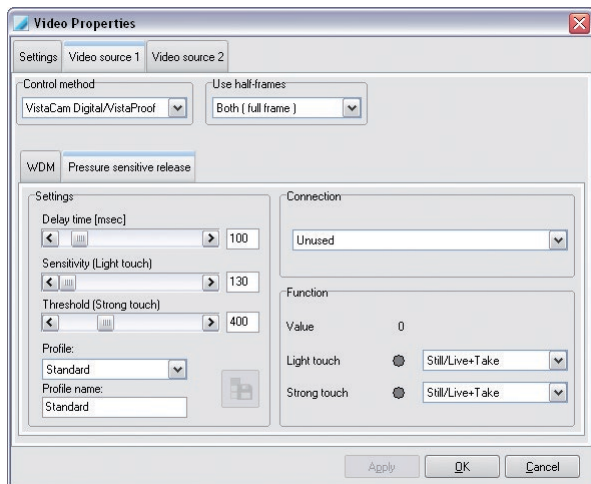 Video Properties
Settings Video source 1 Video source 2
Control method Use half-frames
VistaCam Digital/VistaProof Both ( full frame )
WDM Pressure sensitive release
Settings
Delay time [msec]
100
Sensitivity (Light touch)
130
Threshold (Strong touch)
400
Profile:
Standard
Profile name:
Standard
Connection
Unused
Function
Value 0
Light touch Still/Live+Take
Strong touch Still/Live+Take
Apply OK Cancel